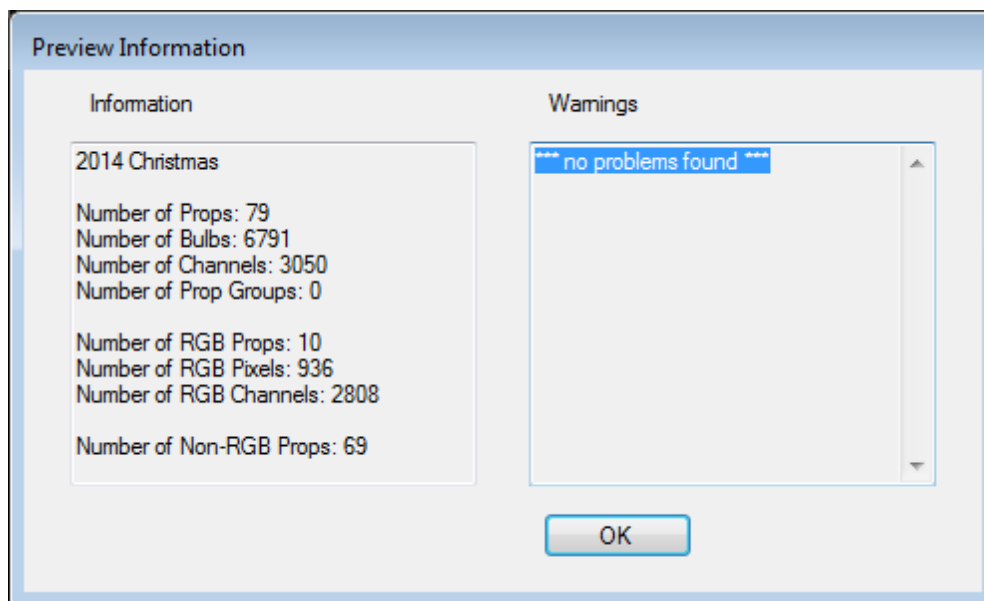 Preview Information
Information
Warnings
2014 Christmas
Number of Props: 79
Number of Bulbs: 6791
Number of Channels: 3050
Number of Prop Groups: 0
Number of RGB Props: 10
Number of RGB Pixels: 936
Number of RGB Channels: 2808
Number of Non-RGB Props: 69
*** no problems found ***
OK